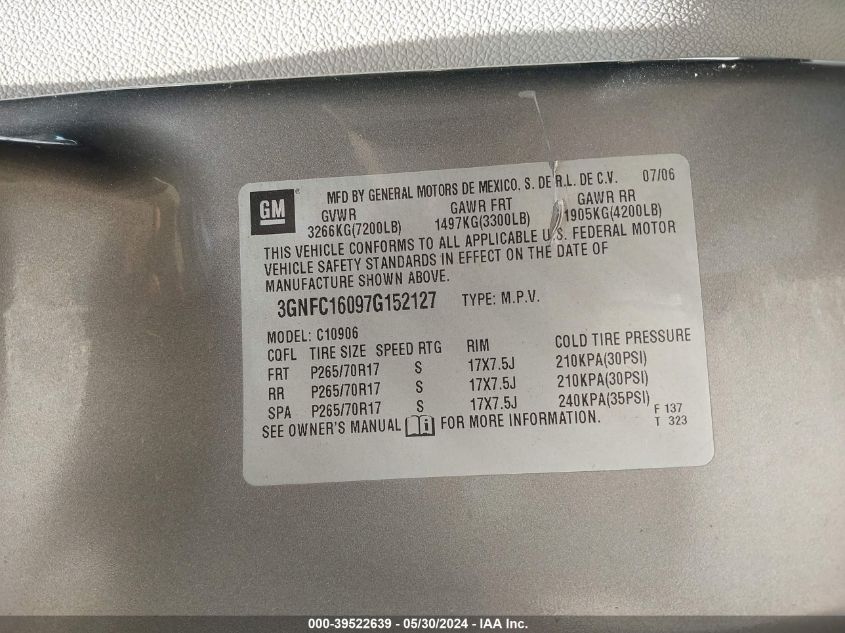 GM ® MFD BY GENERAL MOTORS DE MEXICO, S. DE R.L. DE C.V. 07/06
GVWR GAWR FRT GAWR RR
3266KG(7200LB) 1497KG(3300LB) 1905KG(4200LB)
THIS VEHICLE CONFORMS TO ALL APPLICABLE U.S. FEDERAL MOTOR
VEHICLE SAFETY STANDARDS IN EFFECT ON THE DATE OF
MANUFACTURE SHOWN ABOVE.
3GNFC16097G152127 TYPE: M.P.V.
MODEL: C10906
CQFL TIRE SIZE SPEED RTG RIM COLD TIRE PRESSURE
FRT P265/70R17 S 17X7.5J 210KPA(30PSI)
RR P265/70R17 S 17X7.5J 210KPA(30PSI)
SPA P265/70R17 S 17X7.5J 240KPA(35PSI)
SEE OWNER'S MANUAL i FOR MORE INFORMATION.
F 137
T 323
000-39522639 - 05/30/2024 - IAA Inc.